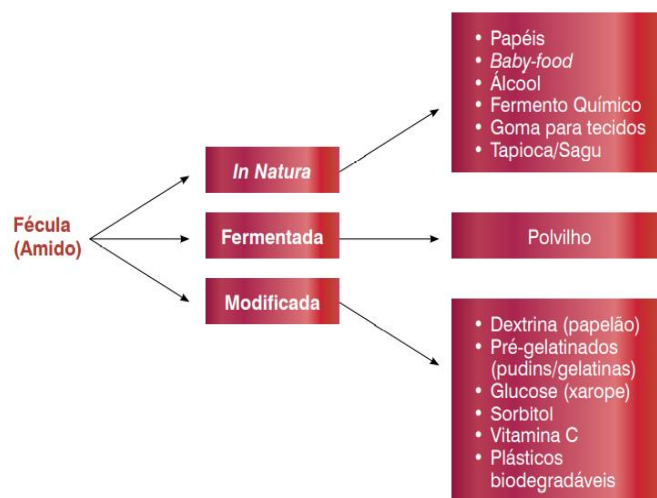 Fécula
(Amido)
In Natura
Fermentada
Modificada
• Papéis
• Baby-food
• Álcool
• Fermento Químico
• Goma para tecidos
• Tapioca/Sagu
Polvilho
• Dextrina (papelão)
• Pré-gelatinados
(pudins/gelatinas)
• Glucose (xarope)
• Sorbitol
• Vitamina C
• Plásticos
biodegradáveis